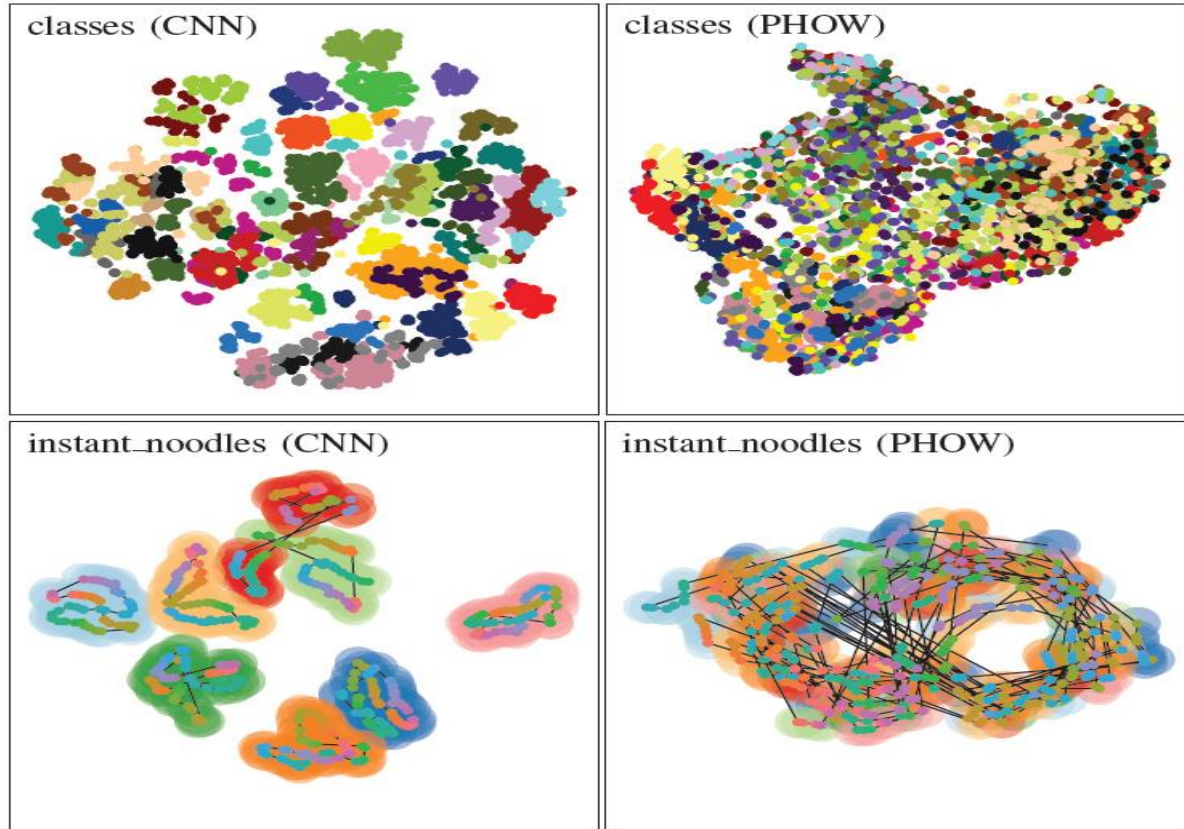 classes (CNN)
classes (PHOW)
instant_noodles (CNN)
instant_noodles (PHOW)